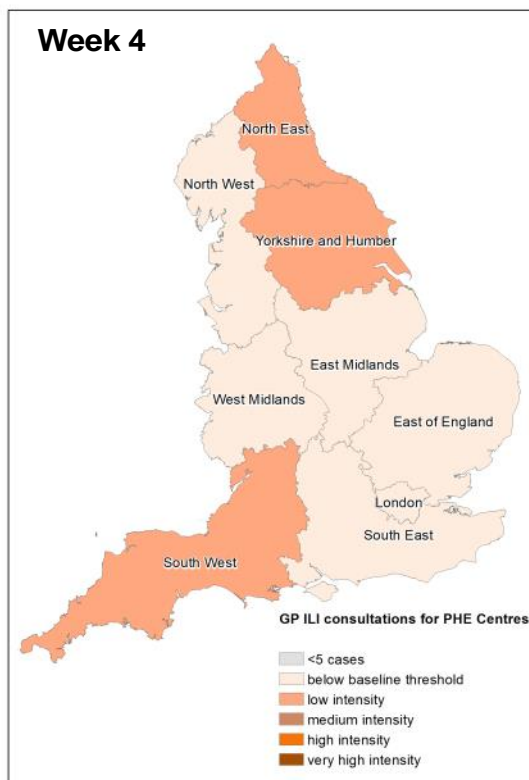 Week 4
North East
North West
Yorkshire and Humber
East Midlands
West Midlands
East of England
London
South East
South West
GP ILI consultations for PHE Centres
<5 cases
below baseline threshold
low intensity
medium intensity
high intensity
very high intensity